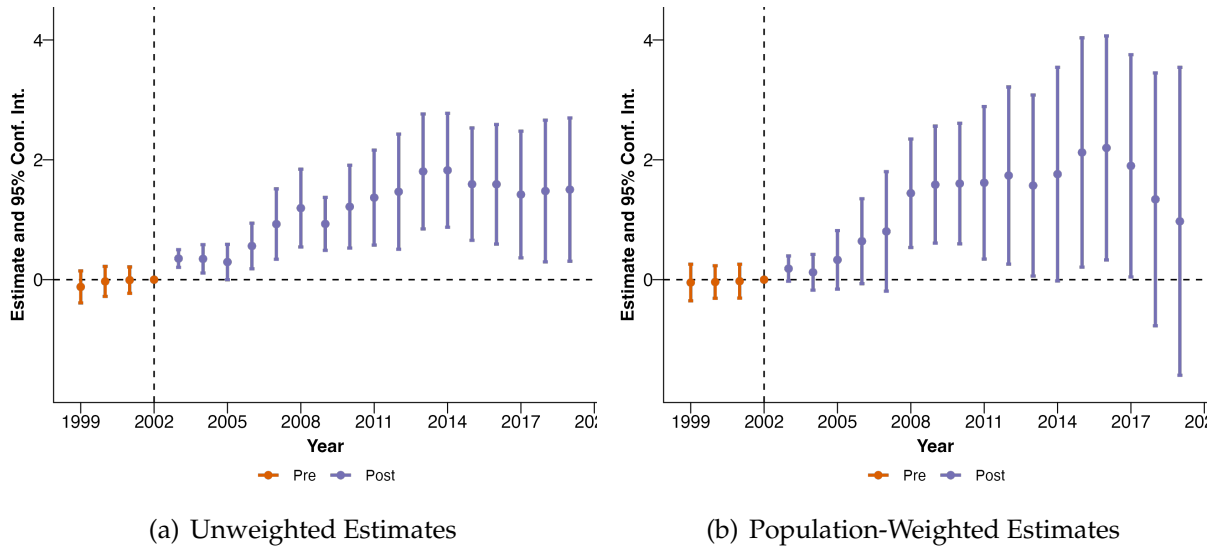 Estimate and 95% Conf. Int.
4
2
0
1999 2002 2005 2008 2011 2014 2017 202
Year
Pre Post
(a) Unweighted Estimates
Estimate and 95% Conf. Int.
4
2
0
1999 2002 2005 2008 2011 2014 2017 202
Year
Pre Post
(b) Population-Weighted Estimates